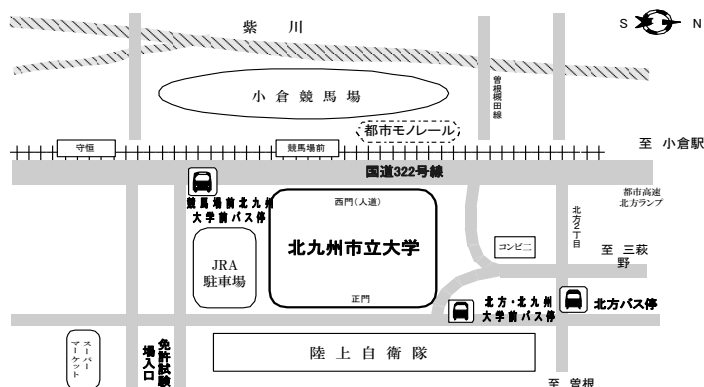 紫 川
S N
小 倉 競 馬 場
曽根槻田線
都市モノレール
至 小倉駅
守恒
競馬場前
国道322号線
競馬場前北九州
大学前バス停
西門(人道)
北九州市立大学
正門
JRA
駐車場
コンビニ
北方2丁目
都市高速
北方ランプ
至 三萩
野
北方・北九州
大学前バス停
北方バス停
スーパー
マーケット
免許試験
場入口
陸 上 自 衛 隊
至 曽根